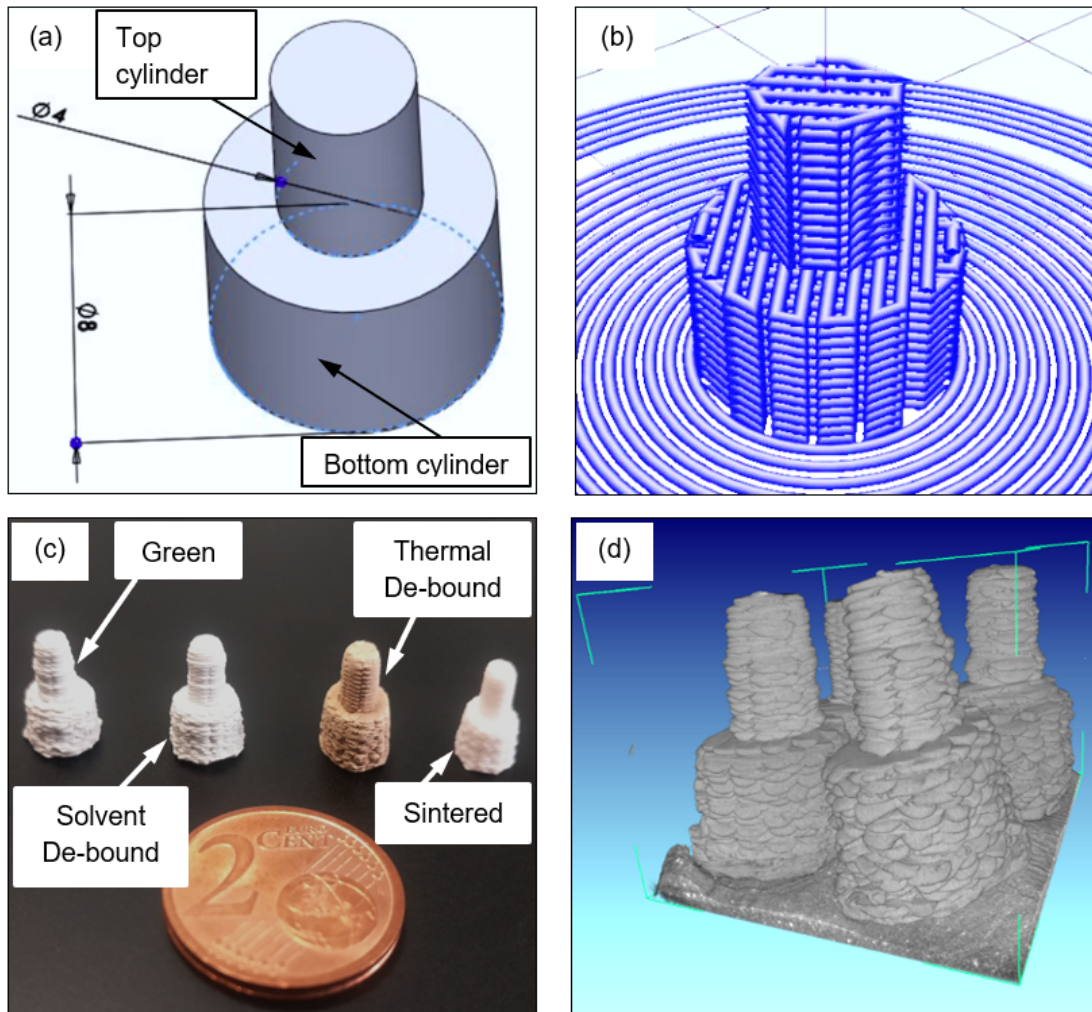 (a)
Top
cylinder
Ø4
Ø8
Bottom cylinder
(b)
(c)
Green
Thermal
De-bound
Solvent
De-bound
Sintered
2
EURO
CENT
(d)